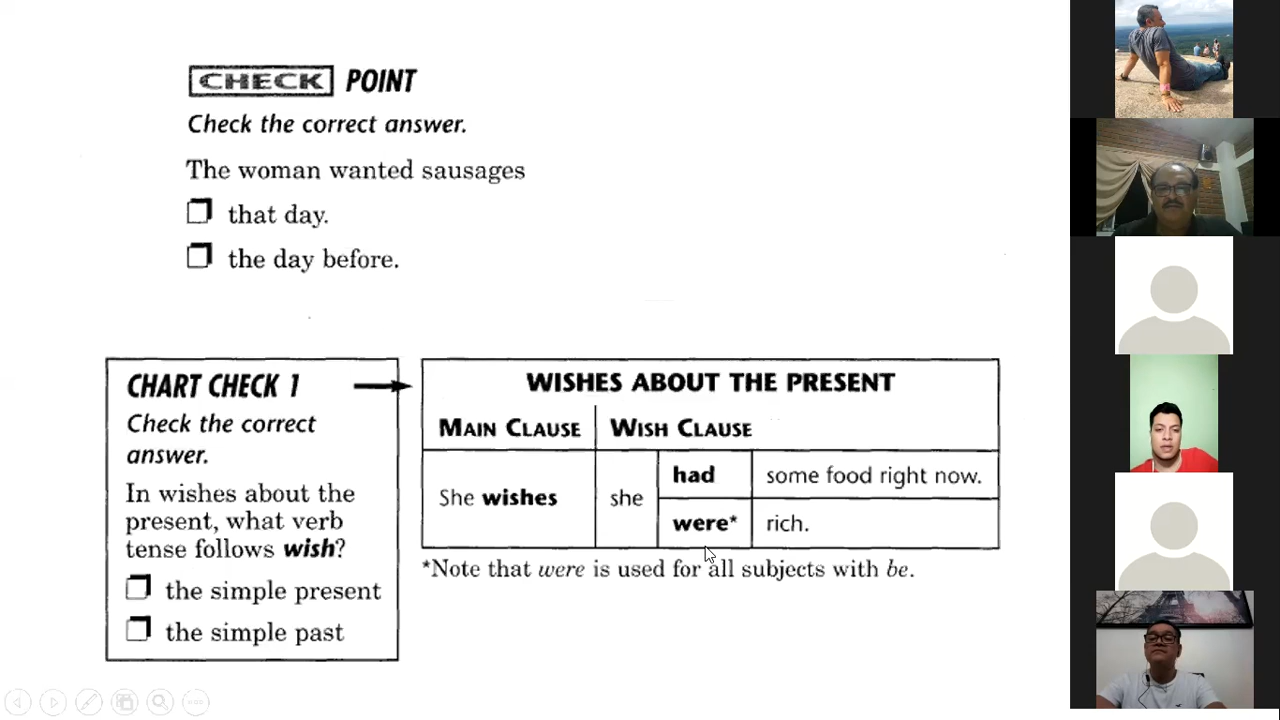 CHECK POINT
Check the correct answer.
The woman wanted sausages
that day.
the day before.
CHART CHECK 1
Check the correct
answer.
In wishes about the
present, what verb
tense follows wish?
the simple present
the simple past
WISHES ABOUT THE PRESENT
MAIN CLAUSE WISH CLAUSE
She wishes she had some food right now.
were* rich.
*Note that were is used for all subjects with be.